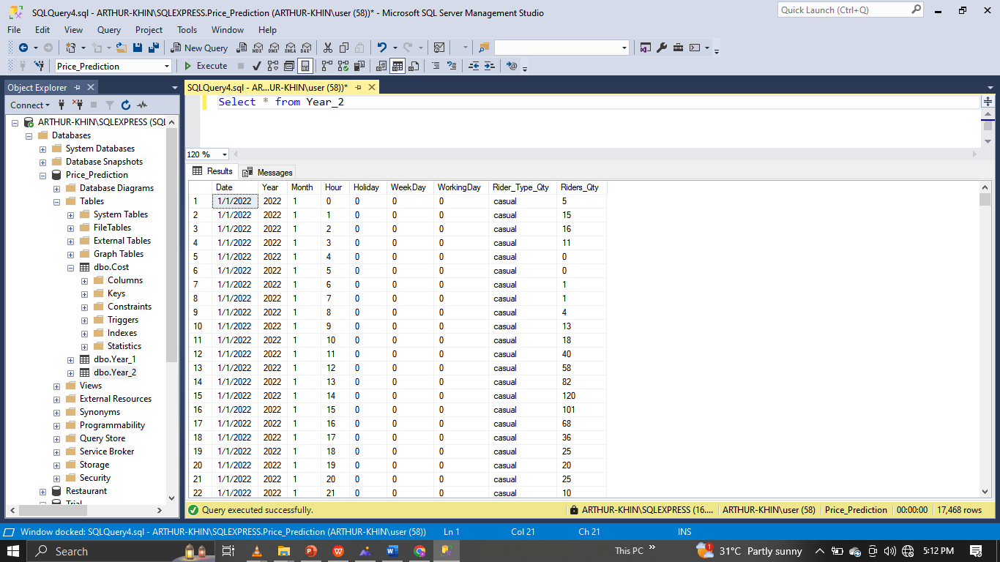 SQLQuery4.sql - ARTHUR-KHIN\SQLEXPRESS.Price_Prediction (ARTHUR-KHIN\user (58))* - Microsoft SQL Server Management Studio
Quick Launch (Ctrl+Q)
File Edit View Query Project Tools Window Help
New Query MDX DMX XMLA DAX
Price_Prediction Execute
Object Explorer
SQLQuery4.sql - AR...UR-KHIN\user (58))*
Connect
Select * from Year_2
ARTHUR-KHIN\SQLEXPRESS (SQL
Databases
System Databases
Database Snapshots
Price_Prediction
Database Diagrams
Tables
System Tables
FileTables
External Tables
Graph Tables
dbo.Cost
Columns
Keys
Constraints
Triggers
Indexes
Statistics
dbo.Year_1
dbo.Year_2
Views
External Resources
Synonyms
Programmability
Query Store
Service Broker
Storage
Security
Restaurant
Trial
120 %
Results Messages
Date Year Month Hour Holiday WeekDay WorkingDay Rider_Type_Qty Riders_Qty
1 1/1/2022 2022 1 0 0 0 0 casual 5
2 1/1/2022 2022 1 1 0 0 0 casual 15
3 1/1/2022 2022 1 2 0 0 0 casual 16
4 1/1/2022 2022 1 3 0 0 0 casual 11
5 1/1/2022 2022 1 4 0 0 0 casual 0
6 1/1/2022 2022 1 5 0 0 0 casual 0
7 1/1/2022 2022 1 6 0 0 0 casual 1
8 1/1/2022 2022 1 7 0 0 0 casual 1
9 1/1/2022 2022 1 8 0 0 0 casual 4
10 1/1/2022 2022 1 9 0 0 0 casual 13
11 1/1/2022 2022 1 10 0 0 0 casual 18
12 1/1/2022 2022 1 11 0 0 0 casual 40
13 1/1/2022 2022 1 12 0 0 0 casual 58
14 1/1/2022 2022 1 13 0 0 0 casual 82
15 1/1/2022 2022 1 14 0 0 0 casual 120
16 1/1/2022 2022 1 15 0 0 0 casual 101
17 1/1/2022 2022 1 16 0 0 0 casual 68
18 1/1/2022 2022 1 17 0 0 0 casual 36
19 1/1/2022 2022 1 18 0 0 0 casual 25
20 1/1/2022 2022 1 19 0 0 0 casual 20
21 1/1/2022 2022 1 20 0 0 0 casual 25
22 1/1/2022 2022 1 21 0 0 0 casual 10
Query executed successfully. ARTHUR-KHIN\SQLEXPRESS (16.... ARTHUR-KHIN\user (58) Price_Prediction 00:00:00 17,468 rows
Window docked: SQLQuery4.sql - ARTHUR-KHIN\SQLEXPRESS.Price_Prediction (ARTHUR-KHIN\user (58)) Ln 1 Col 21 Ch 21 INS
Search This PC 1 31°C Partly sunny 5:12 PM